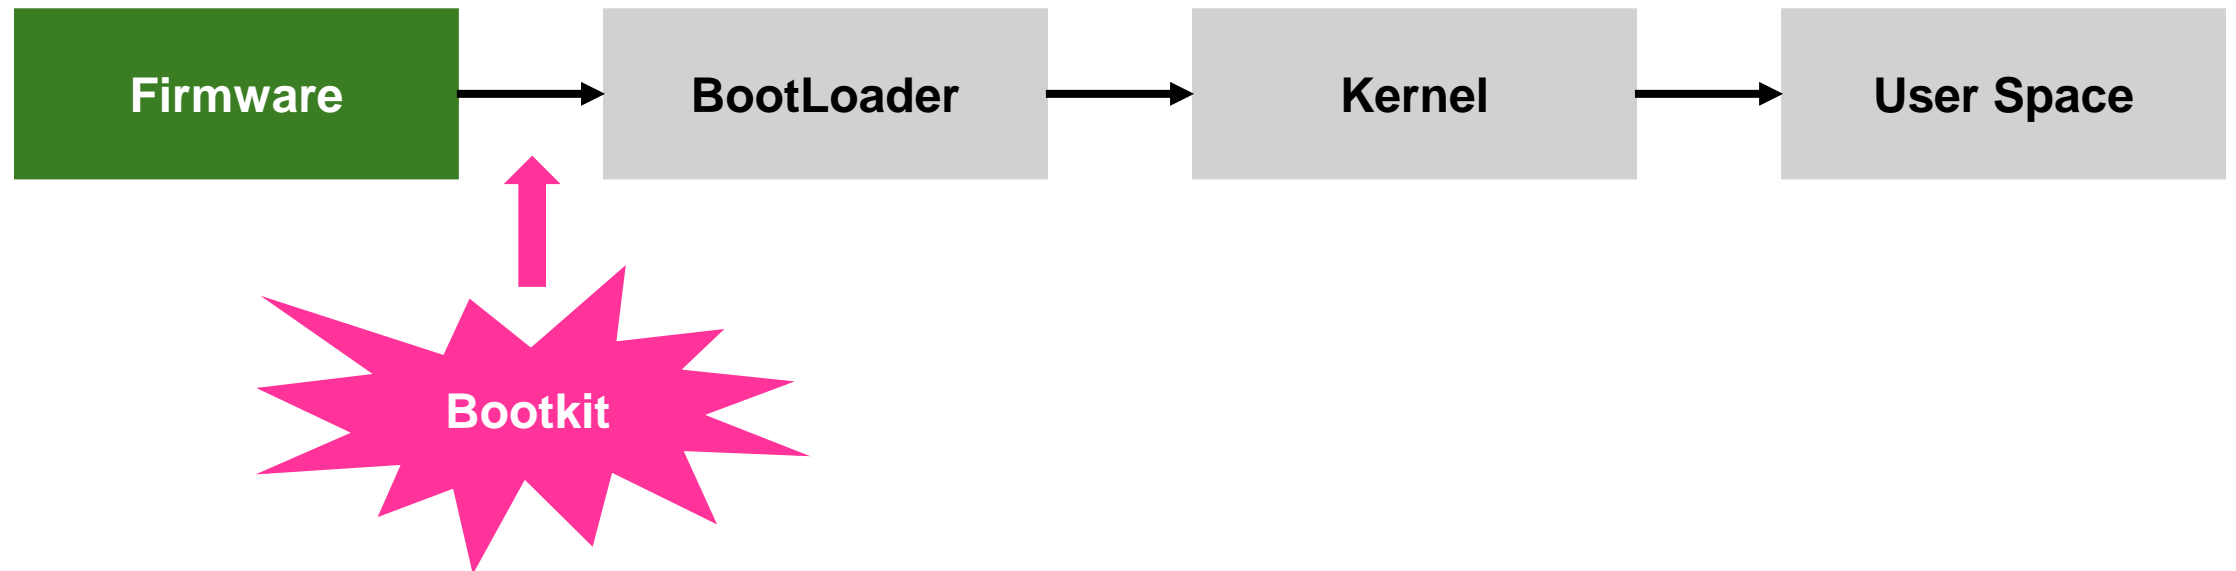 Firmware
BootLoader
Kernel
User Space
Bootkit